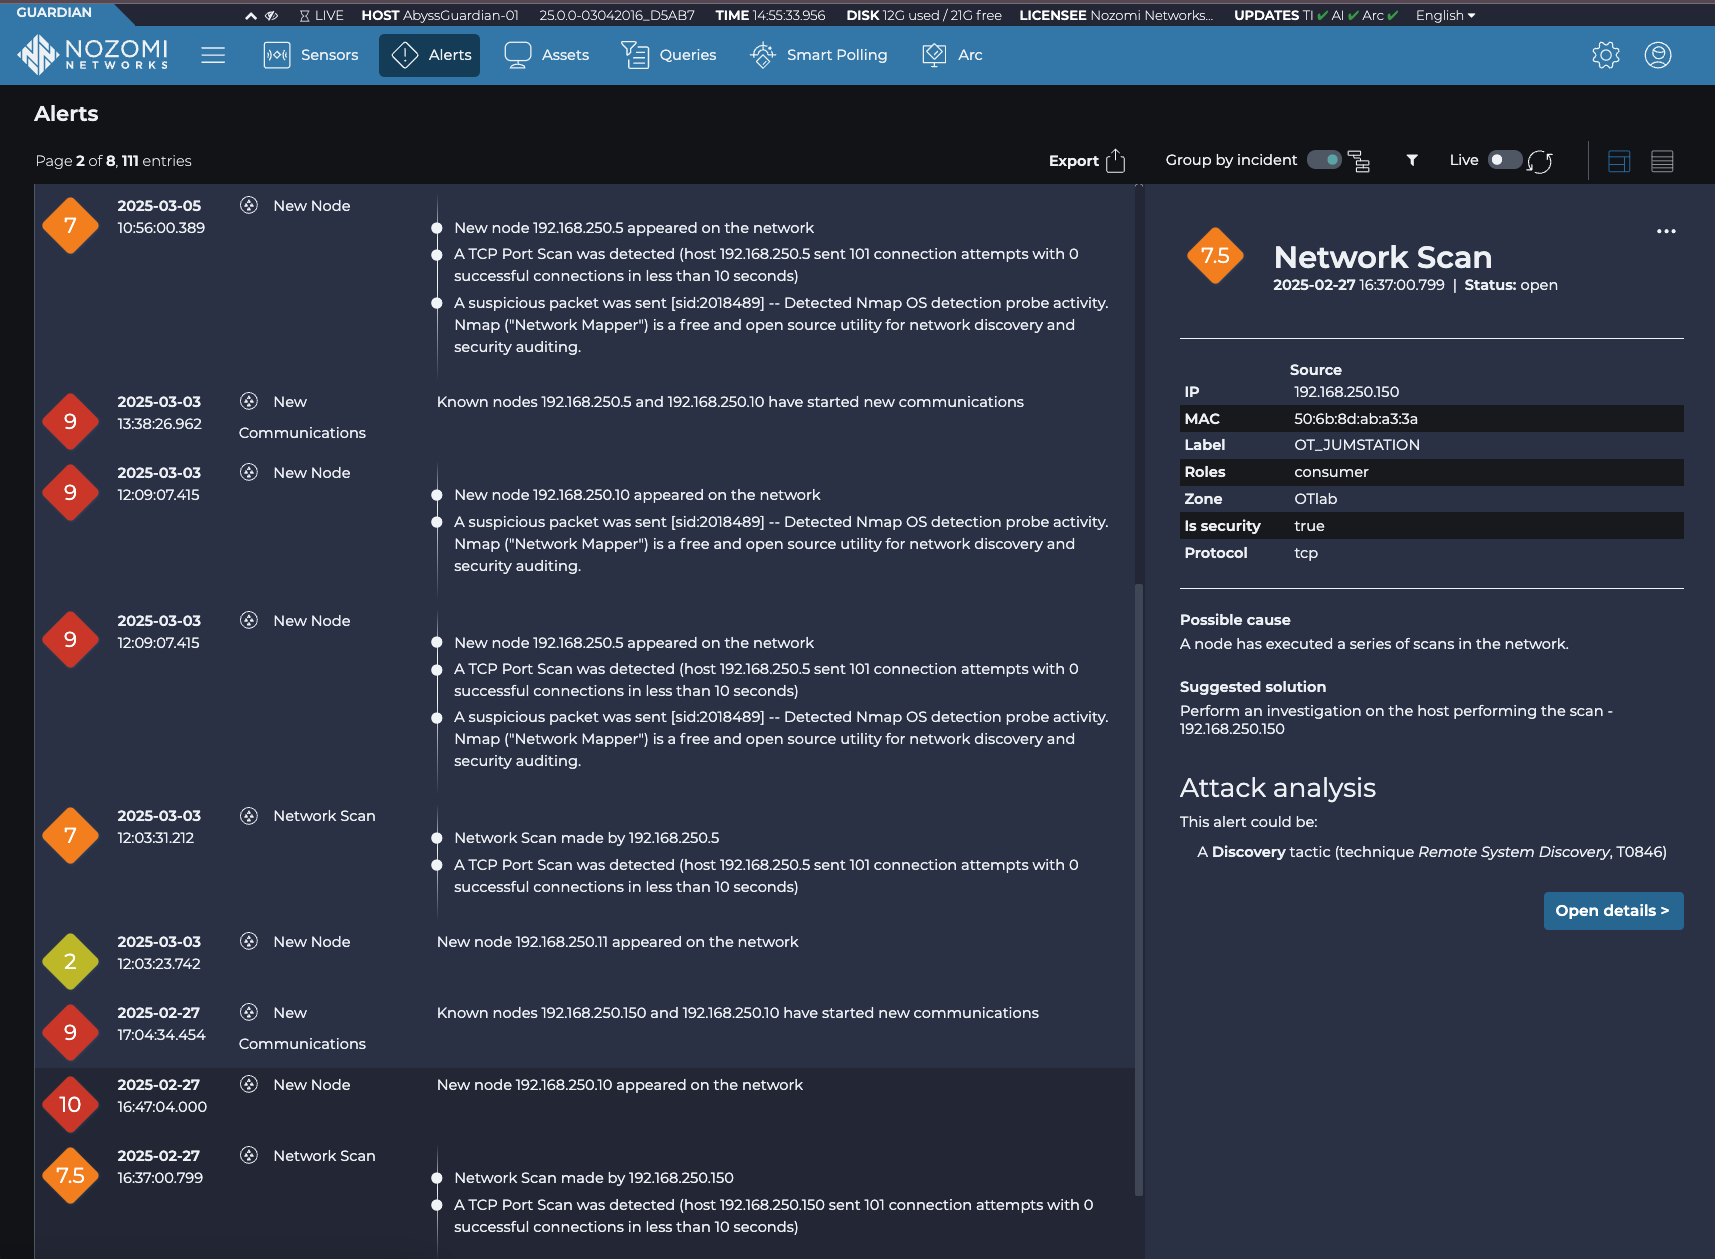 GUARDIAN
LIVE HOST AbyssGuardian-01 25.0.0-03042016_D5AB7 TIME 14:55:33.956 DISK 12G used / 21G free LICENSEE Nozomi Networks... UPDATES TI ✔ AI ✔ Arc ✔ English
NOZOMI
NETWORKS
Sensors Alerts Assets Queries Smart Polling Arc
Alerts
Page 2 of 8, 111 entries
Export Group by incident Live
7 2025-03-05 New Node
10:56:00.389
New node 192.168.250.5 appeared on the network
A TCP Port Scan was detected (host 192.168.250.5 sent 101 connection attempts with 0
successful connections in less than 10 seconds)
A suspicious packet was sent [sid:2018489] -- Detected Nmap OS detection probe activity.
Nmap ("Network Mapper") is a free and open source utility for network discovery and
security auditing.
9 2025-03-03 New Known nodes 192.168.250.5 and 192.168.250.10 have started new communications
13:38:26.962 Communications
9 2025-03-03 New Node
12:09:07.415
New node 192.168.250.10 appeared on the network
A suspicious packet was sent [sid:2018489] -- Detected Nmap OS detection probe activity.
Nmap ("Network Mapper") is a free and open source utility for network discovery and
security auditing.
9 2025-03-03 New Node
12:09:07.415
New node 192.168.250.5 appeared on the network
A TCP Port Scan was detected (host 192.168.250.5 sent 101 connection attempts with 0
successful connections in less than 10 seconds)
A suspicious packet was sent [sid:2018489] -- Detected Nmap OS detection probe activity.
Nmap ("Network Mapper") is a free and open source utility for network discovery and
security auditing.
7 2025-03-03 Network Scan
12:03:31.212
Network Scan made by 192.168.250.5
A TCP Port Scan was detected (host 192.168.250.5 sent 101 connection attempts with 0
successful connections in less than 10 seconds)
2 2025-03-03 New Node New node 192.168.250.11 appeared on the network
12:03:23.742
9 2025-02-27 New Known nodes 192.168.250.150 and 192.168.250.10 have started new communications
17:04:34.454 Communications
10 2025-02-27 New Node New node 192.168.250.10 appeared on the network
16:47:04.000
7.5 2025-02-27 Network Scan
16:37:00.799
Network Scan made by 192.168.250.150
A TCP Port Scan was detected (host 192.168.250.150 sent 101 connection attempts with 0
successful connections in less than 10 seconds)
7.5 Network Scan
2025-02-27 16:37:00.799 | Status: open
Source
IP 192.168.250.150
MAC 50:6b:8d:ab:a3:3a
Label OT_JUMSTATION
Roles consumer
Zone OTlab
Is security true
Protocol tcp
Possible cause
A node has executed a series of scans in the network.
Suggested solution
Perform an investigation on the host performing the scan -
192.168.250.150
Attack analysis
This alert could be:
A Discovery tactic (technique Remote System Discovery, T0846)
Open details >